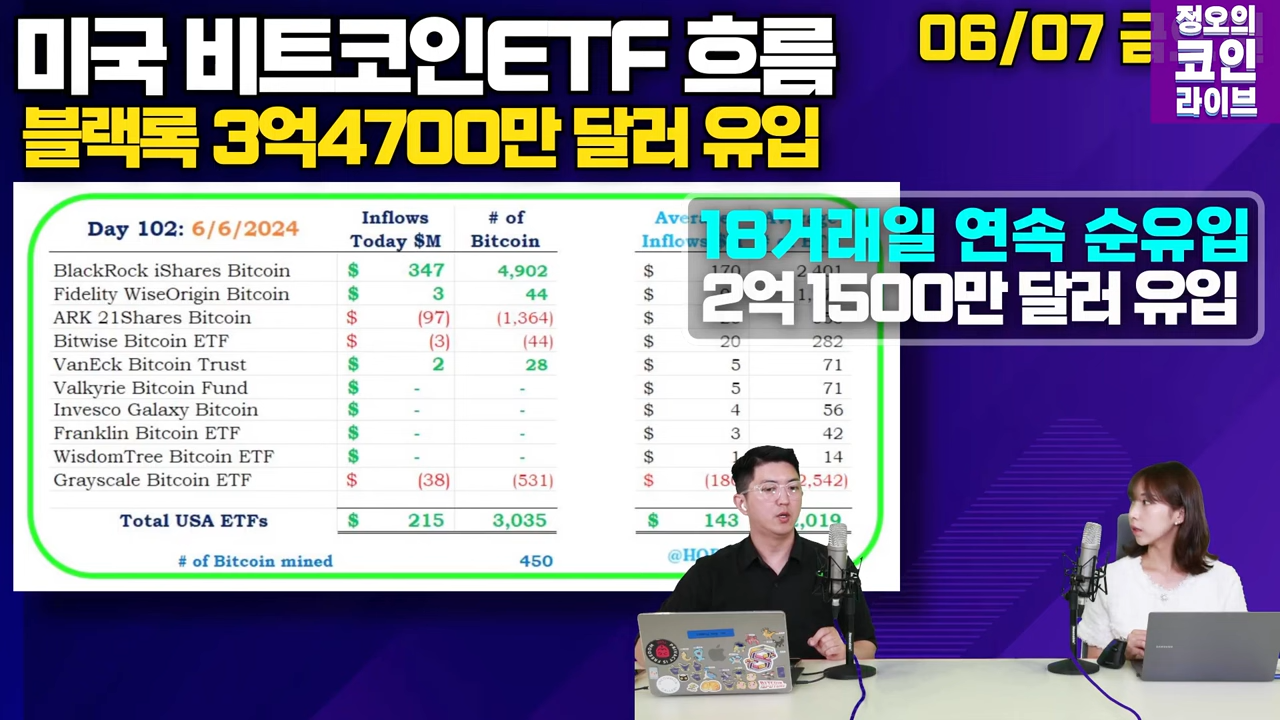 미국 비트코인ETF 흐름
06/07 금
정오의
코인
라이브
블랙록 3억4700만 달러 유입
18거래일 연속 순유입
2억 1500만 달러 유입
Day 102: 6/6/2024 Inflows Today $M # of Bitcoin
BlackRock iShares Bitcoin $ 347 4,902 $ 170 2,401
Fidelity WiseOrigin Bitcoin $ 3 44 $
ARK 21Shares Bitcoin $ (97) (1,364) $
Bitwise Bitcoin ETF $ (3) (44) $ 20 282
VanEck Bitcoin Trust $ 2 28 $ 5 71
Valkyrie Bitcoin Fund $ - - $ 5 71
Invesco Galaxy Bitcoin $ - - $ 4 56
Franklin Bitcoin ETF $ - - $ 3 42
WisdomTree Bitcoin ETF $ - - $ 1 14
Grayscale Bitcoin ETF $ (38) (531) $
Total USA ETFs $ 215 3,035 $ 143
# of Bitcoin mined 450